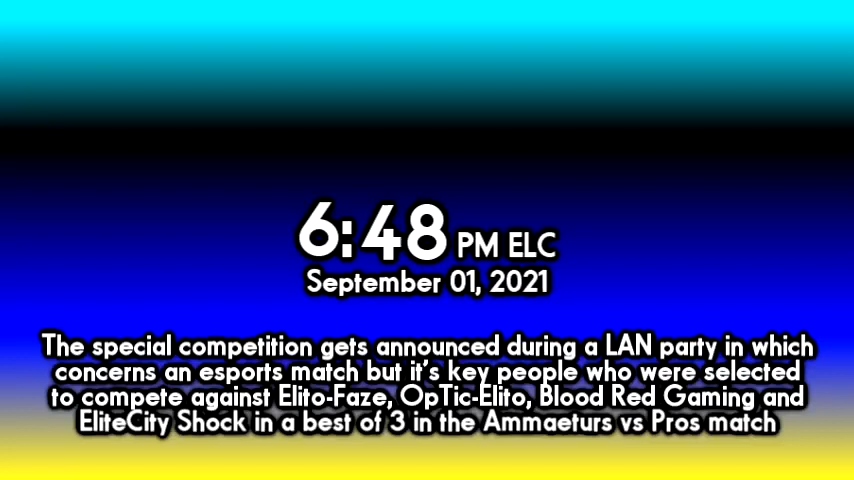 6:48 PM ELC
September 01, 2021
The special competition gets announced during a LAN party in which
concerns an esports match but it's key people who were selected
to compete against Elito-Faze, OpTic-Elito, Blood Red Gaming and
EliteCity Shock in a best of 3 in the Ammaeturs vs Pros match